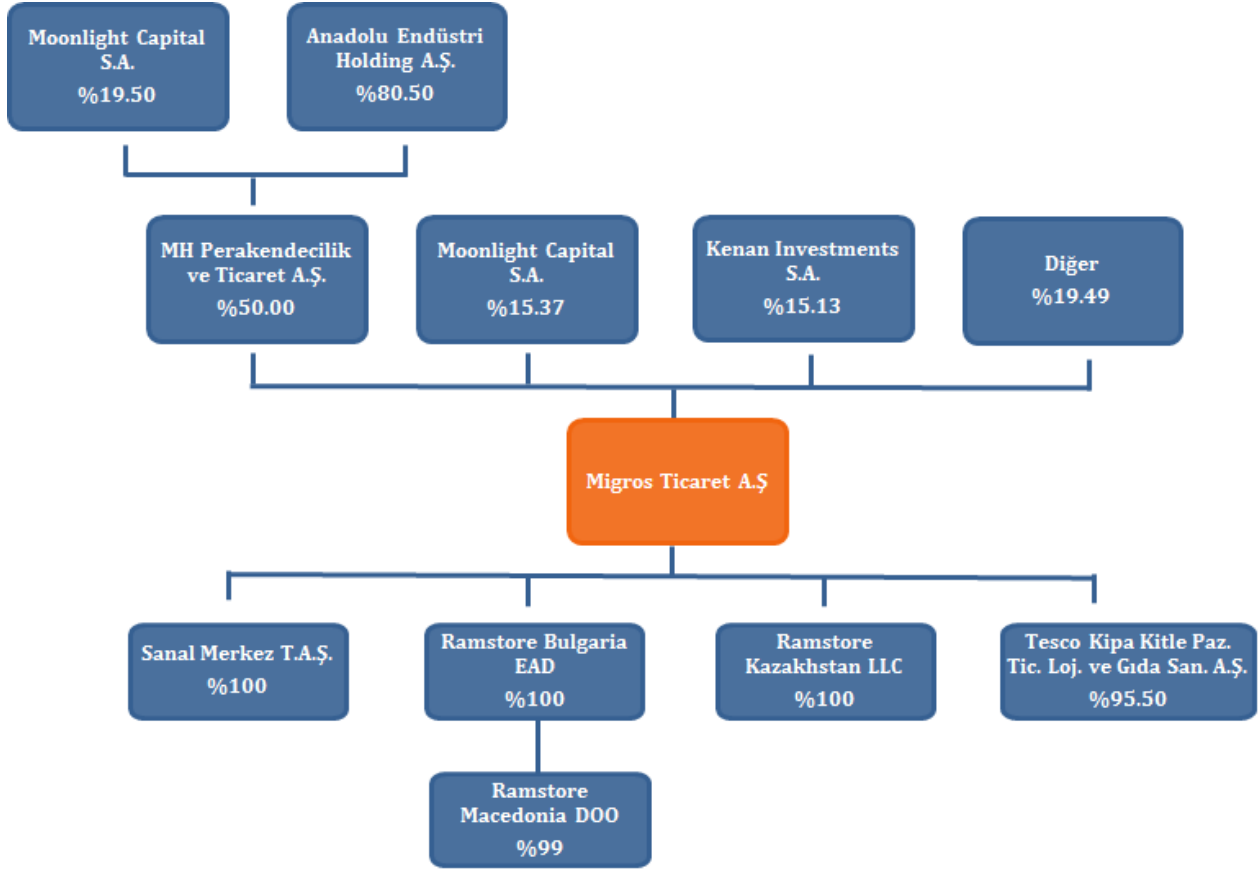 Moonlight Capital
S.A.
%19.50
Anadolu Endüstri
Holding A.Ş.
%80.50
MH Perakendecilik
ve Ticaret A.Ş.
%50.00
Moonlight Capital
S.A.
%15.37
Kenan Investments
S.A.
%15.13
Diğer
%19.49
Migros Ticaret A.Ş
Sanal Merkez T.A.Ş.
%100
Ramstore Bulgaria
EAD
%100
Ramstore
Kazakhstan LLC
%100
Tesco Kipa Kitle Paz.
Tic. Loj. ve Gıda San. A.Ş.
%95.50
Ramstore
Macedonia DOO
%99